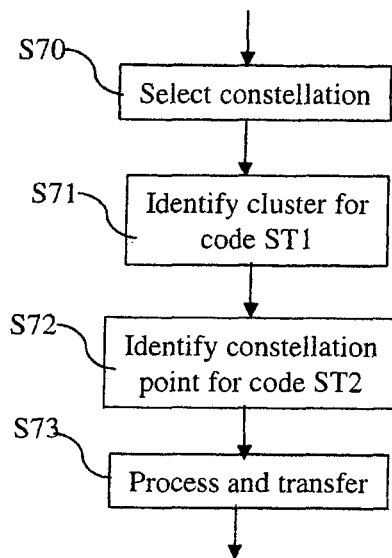 S70
Select constellation
S71
Identify cluster for
code ST1
S72
Identify constellation
point for code ST2
S73
Process and transfer